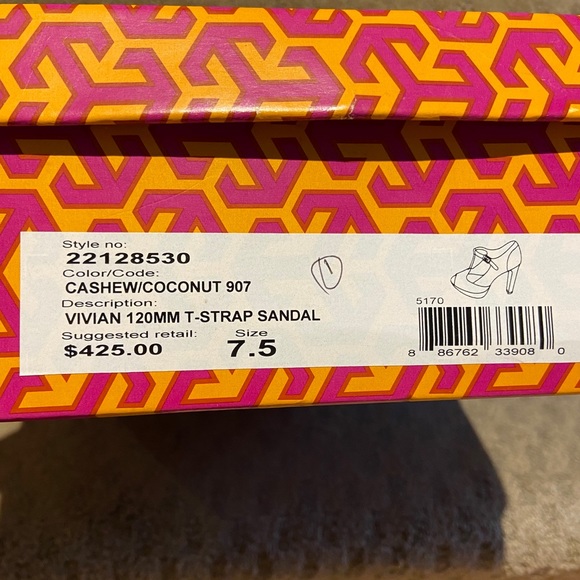 Style no:
22128530
Color/Code:
CASHEW/COCONUT 907
Description:
VIVIAN 120MM T-STRAP SANDAL
Suggested retail: Size
$425.00 7.5
5170
8 86762 33908 0